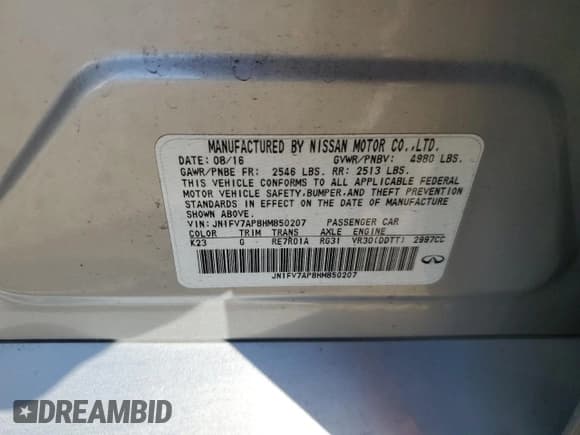 MANUFACTURED BY NISSAN MOTOR CO.,LTD.
DATE: 08/16 GVWR/PNBV: 4980 LBS.
GAWR/PNBE FR: 2546 LBS. RR: 2513 LBS.
THIS VEHICLE CONFORMS TO ALL APPLICABLE FEDERAL
MOTOR VEHICLE SAFETY,BUMPER,AND THEFT PREVENTION
STANDARDS IN EFFECT ON THE DATE OF MANUFACTURE
SHOWN ABOVE.
VIN: JN1FV7AP8HM850207 PASSENGER CAR
COLOR TRIM TRANS AXLE ENGINE
K23 G RE7R01A RG31 VR30(DDTT) 2997CC
JN1FV7AP8HM850207
DREAMBID